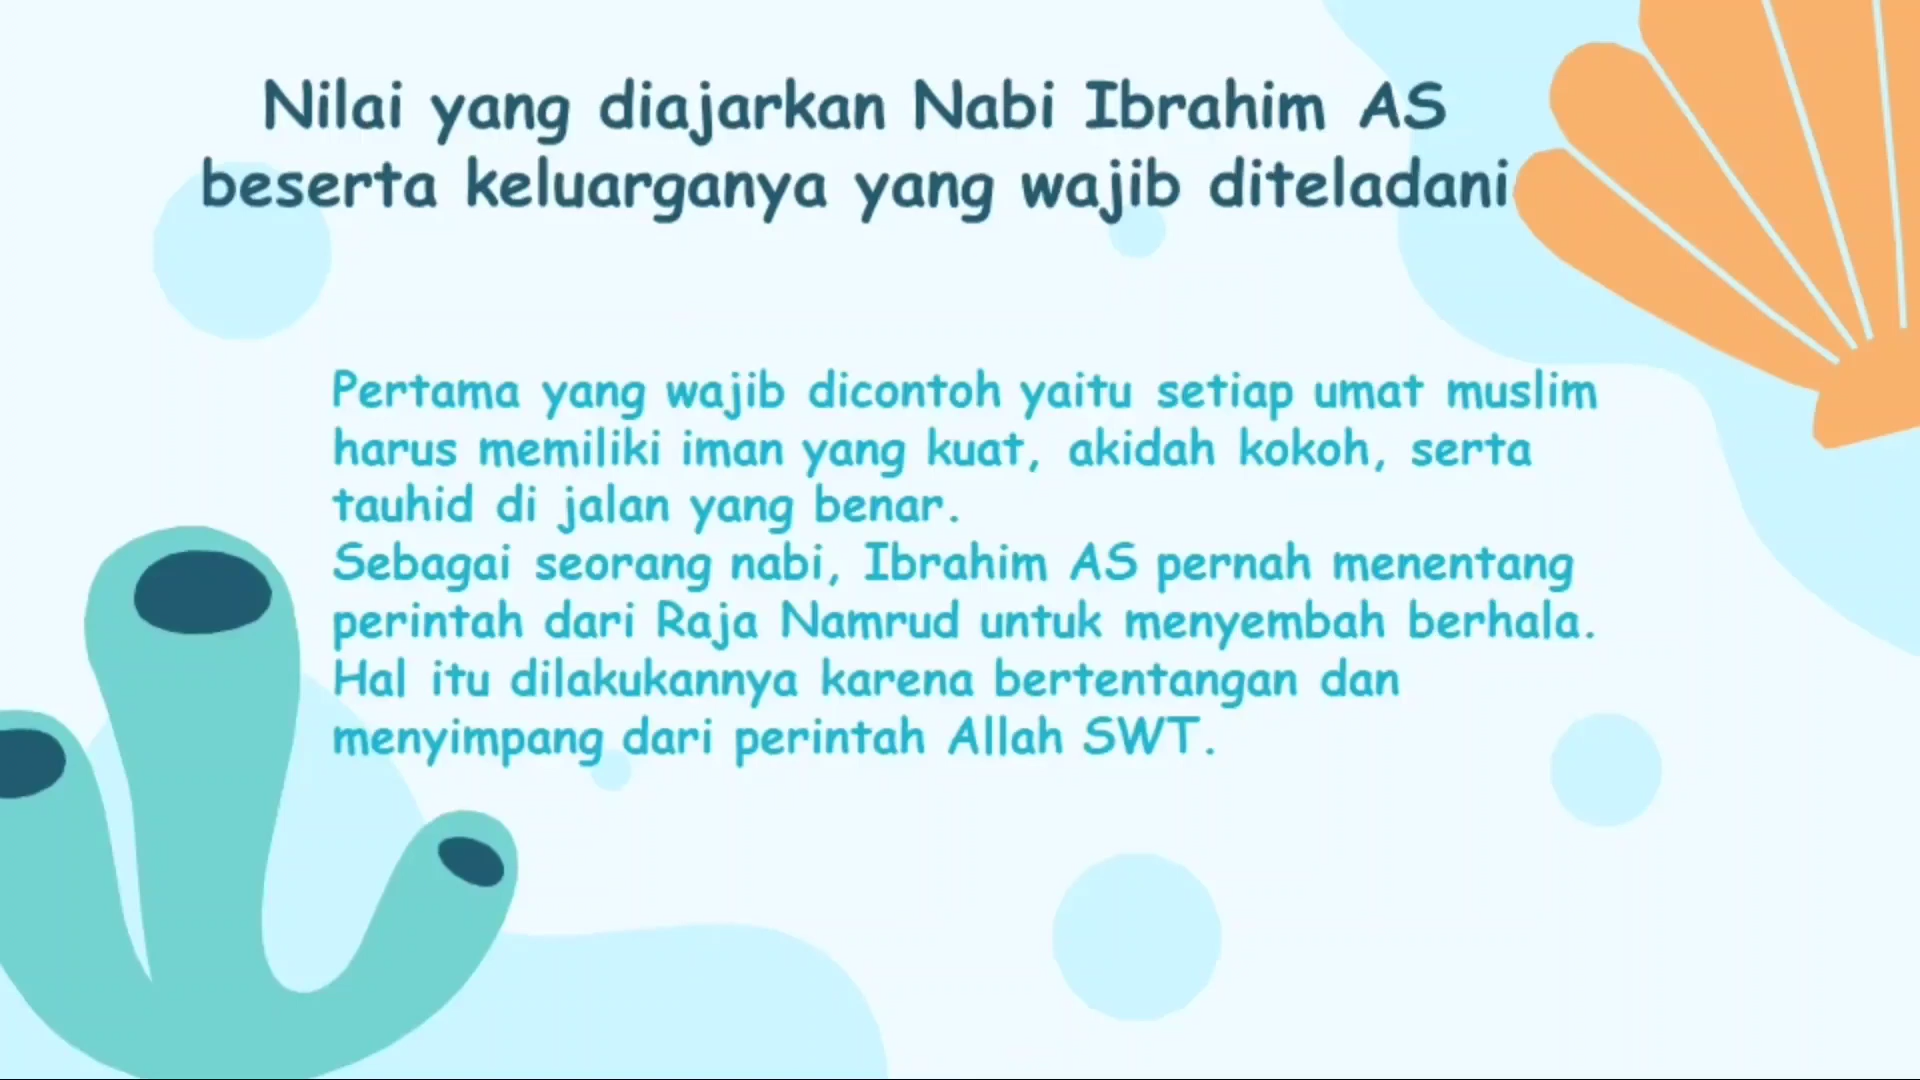 Nilai yang diajarkan Nabi Ibrahim AS
beserta keluarganya yang wajib diteladani
Pertama yang wajib dicontoh yaitu setiap umat muslim
harus memiliki iman yang kuat, akidah kokoh, serta
tauhid di jalan yang benar.
Sebagai seorang nabi, Ibrahim AS pernah menentang
perintah dari Raja Namrud untuk menyembah berhala.
Hal itu dilakukannya karena bertentangan dan
menyimpang dari perintah Allah SWT.